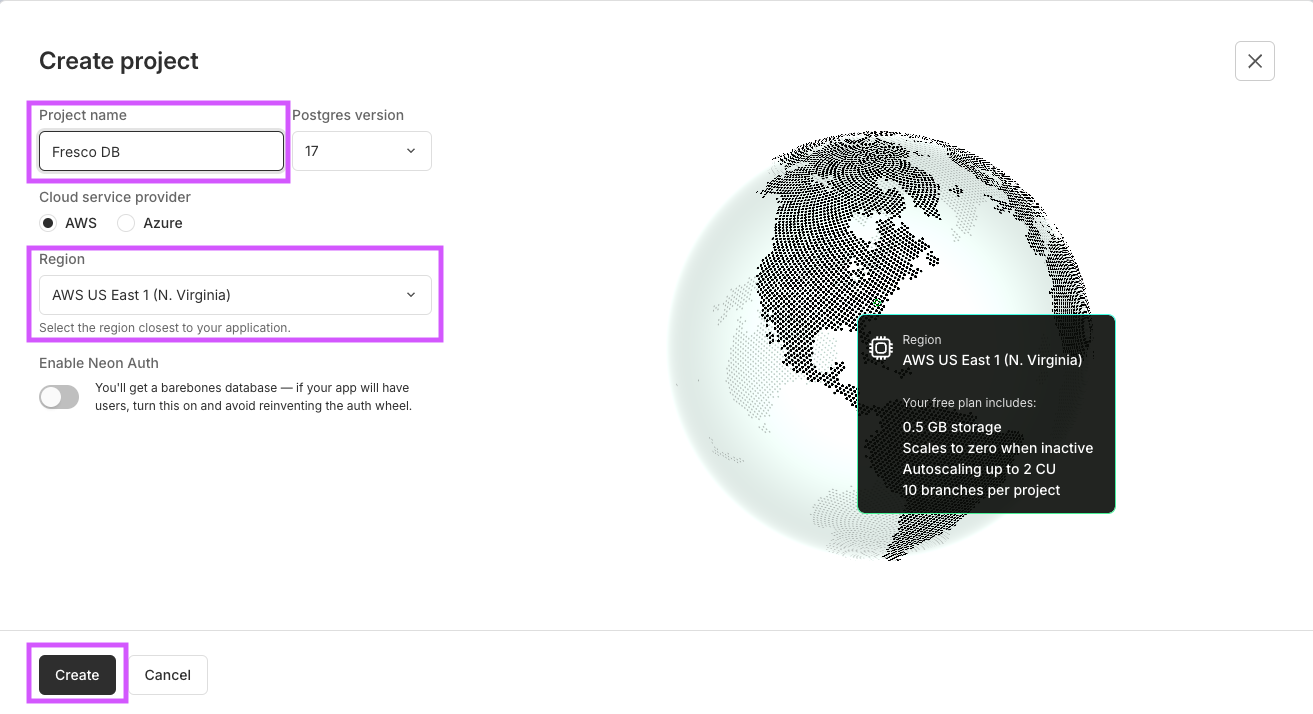 Create project
Project name
Postgres version
Fresco DB
17
Cloud service provider
AWS
Azure
Region
AWS US East 1 (N. Virginia)
Select the region closest to your application.
Enable Neon Auth
You'll get a barebones database — if your app will have
users, turn this on and avoid reinventing the auth wheel.
Region
AWS US East 1 (N. Virginia)
Your free plan includes:
0.5 GB storage
Scales to zero when inactive
Autoscaling up to 2 CU
10 branches per project
Create
Cancel